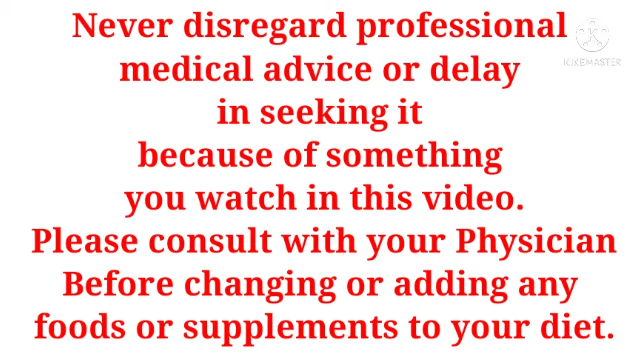 Never disregard professional
medical advice or delay
in seeking it
because of something
you watch in this video.
Please consult with your Physician
Before changing or adding any
foods or supplements to your diet.
K
KINEMASTER